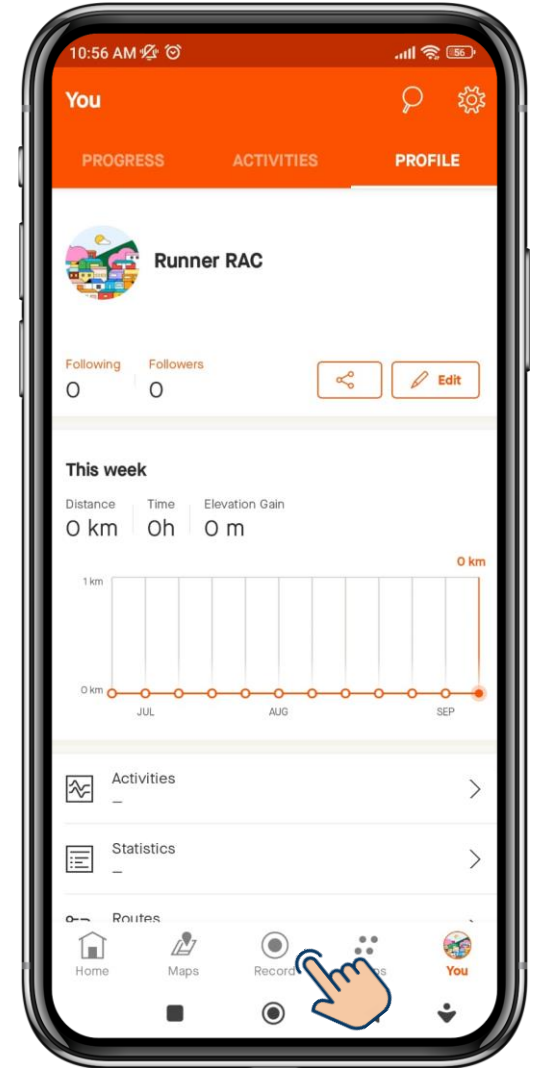 10:56 AM 56
You
PROGRESS ACTIVITIES PROFILE
Runner RAC
Following Followers
0 0
Edit
This week
Distance Time Elevation Gain
0 km 0h 0 m
0 km
1 km
0 km
JUL AUG SEP
Activities
–
Statistics
–
Routes
Home Maps Record You